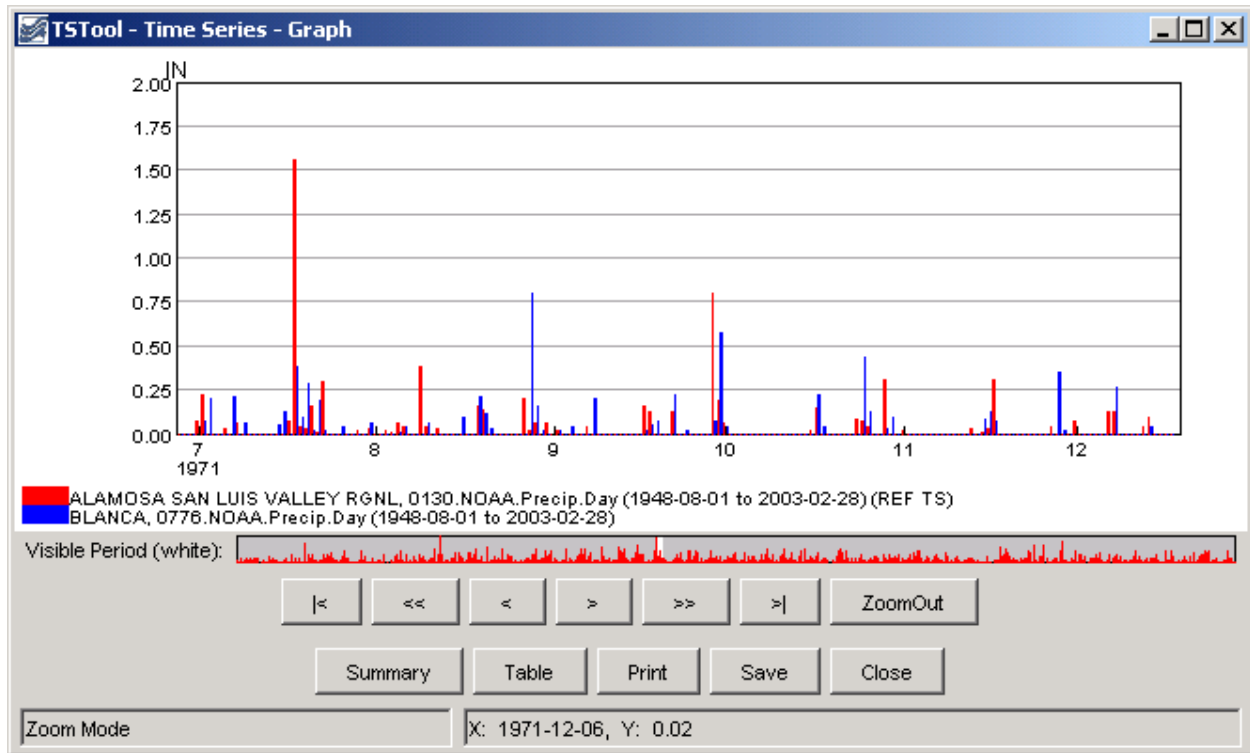 TSTool - Time Series - Graph
IN
2.00
1.75
1.50
1.25
1.00
0.75
0.50
0.25
0.00
7 8 9 10 11 12
1971
ALAMOSA SAN LUIS VALLEY RGNL, 0130.NOAA.Precip.Day (1948-08-01 to 2003-02-28) (REF TS)
BLANCA, 0776.NOAA.Precip.Day (1948-08-01 to 2003-02-28)
Visible Period (white):
|< << < > >> >| ZoomOut
Summary Table Print Save Close
Zoom Mode X: 1971-12-06, Y: 0.02